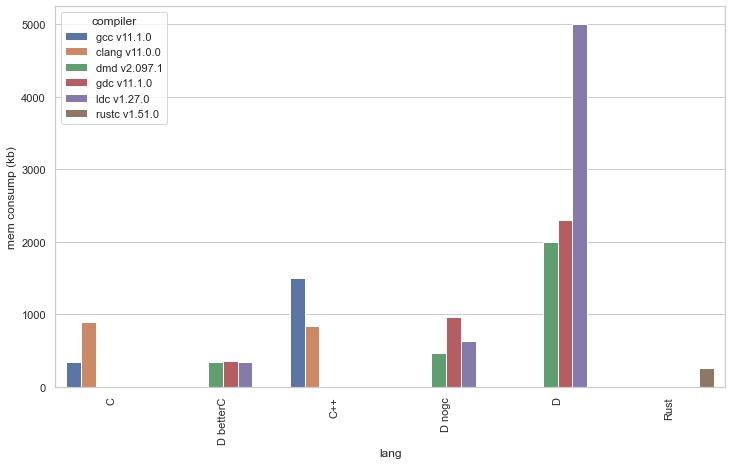 compiler
gcc v11.1.0
clang v11.0.0
dmd v2.097.1
gdc v11.1.0
ldc v1.27.0
rustc v1.51.0
mem consump (kb)
5000
4000
3000
2000
1000
0
C
D betterC
C++
D nogc
D
Rust
lang